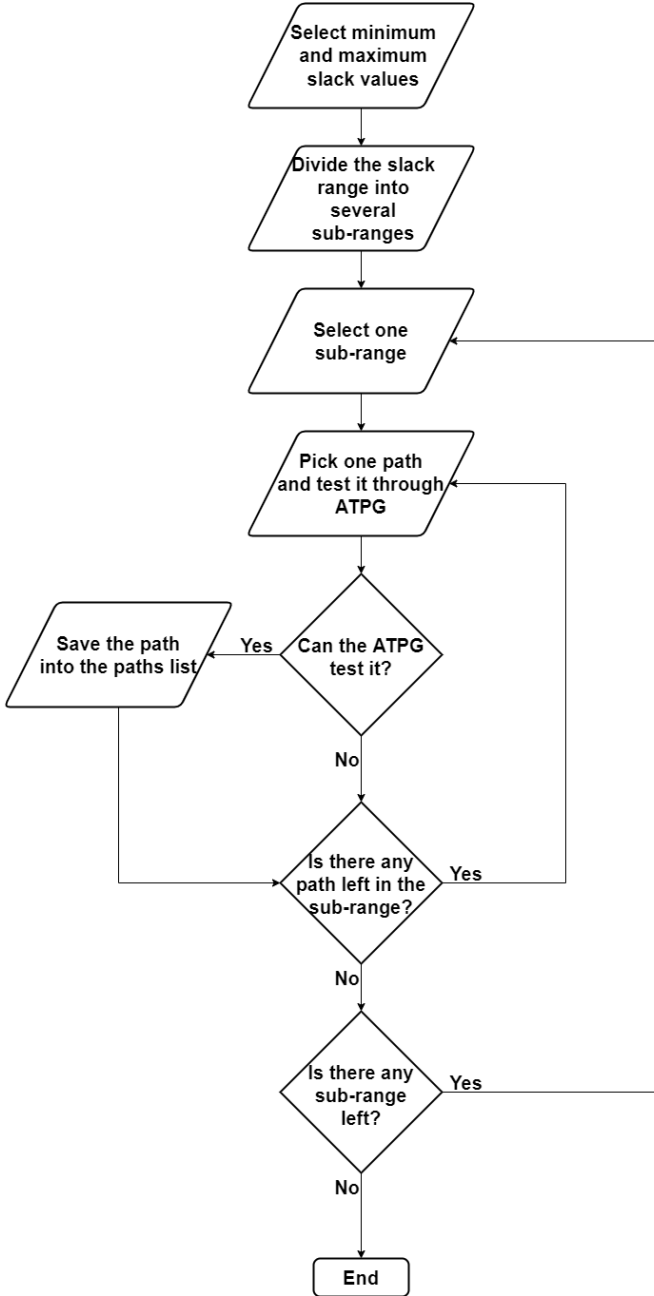 Select minimum
and maximum
slack values
Divide the slack
range into
several
sub-ranges
Select one
sub-range
Pick one path
and test it through
ATPG
Can the ATPG
test it?
Yes
Save the path
into the paths list
No
Is there any
path left in the
sub-range?
Yes
No
Is there any
sub-range
left?
Yes
No
End